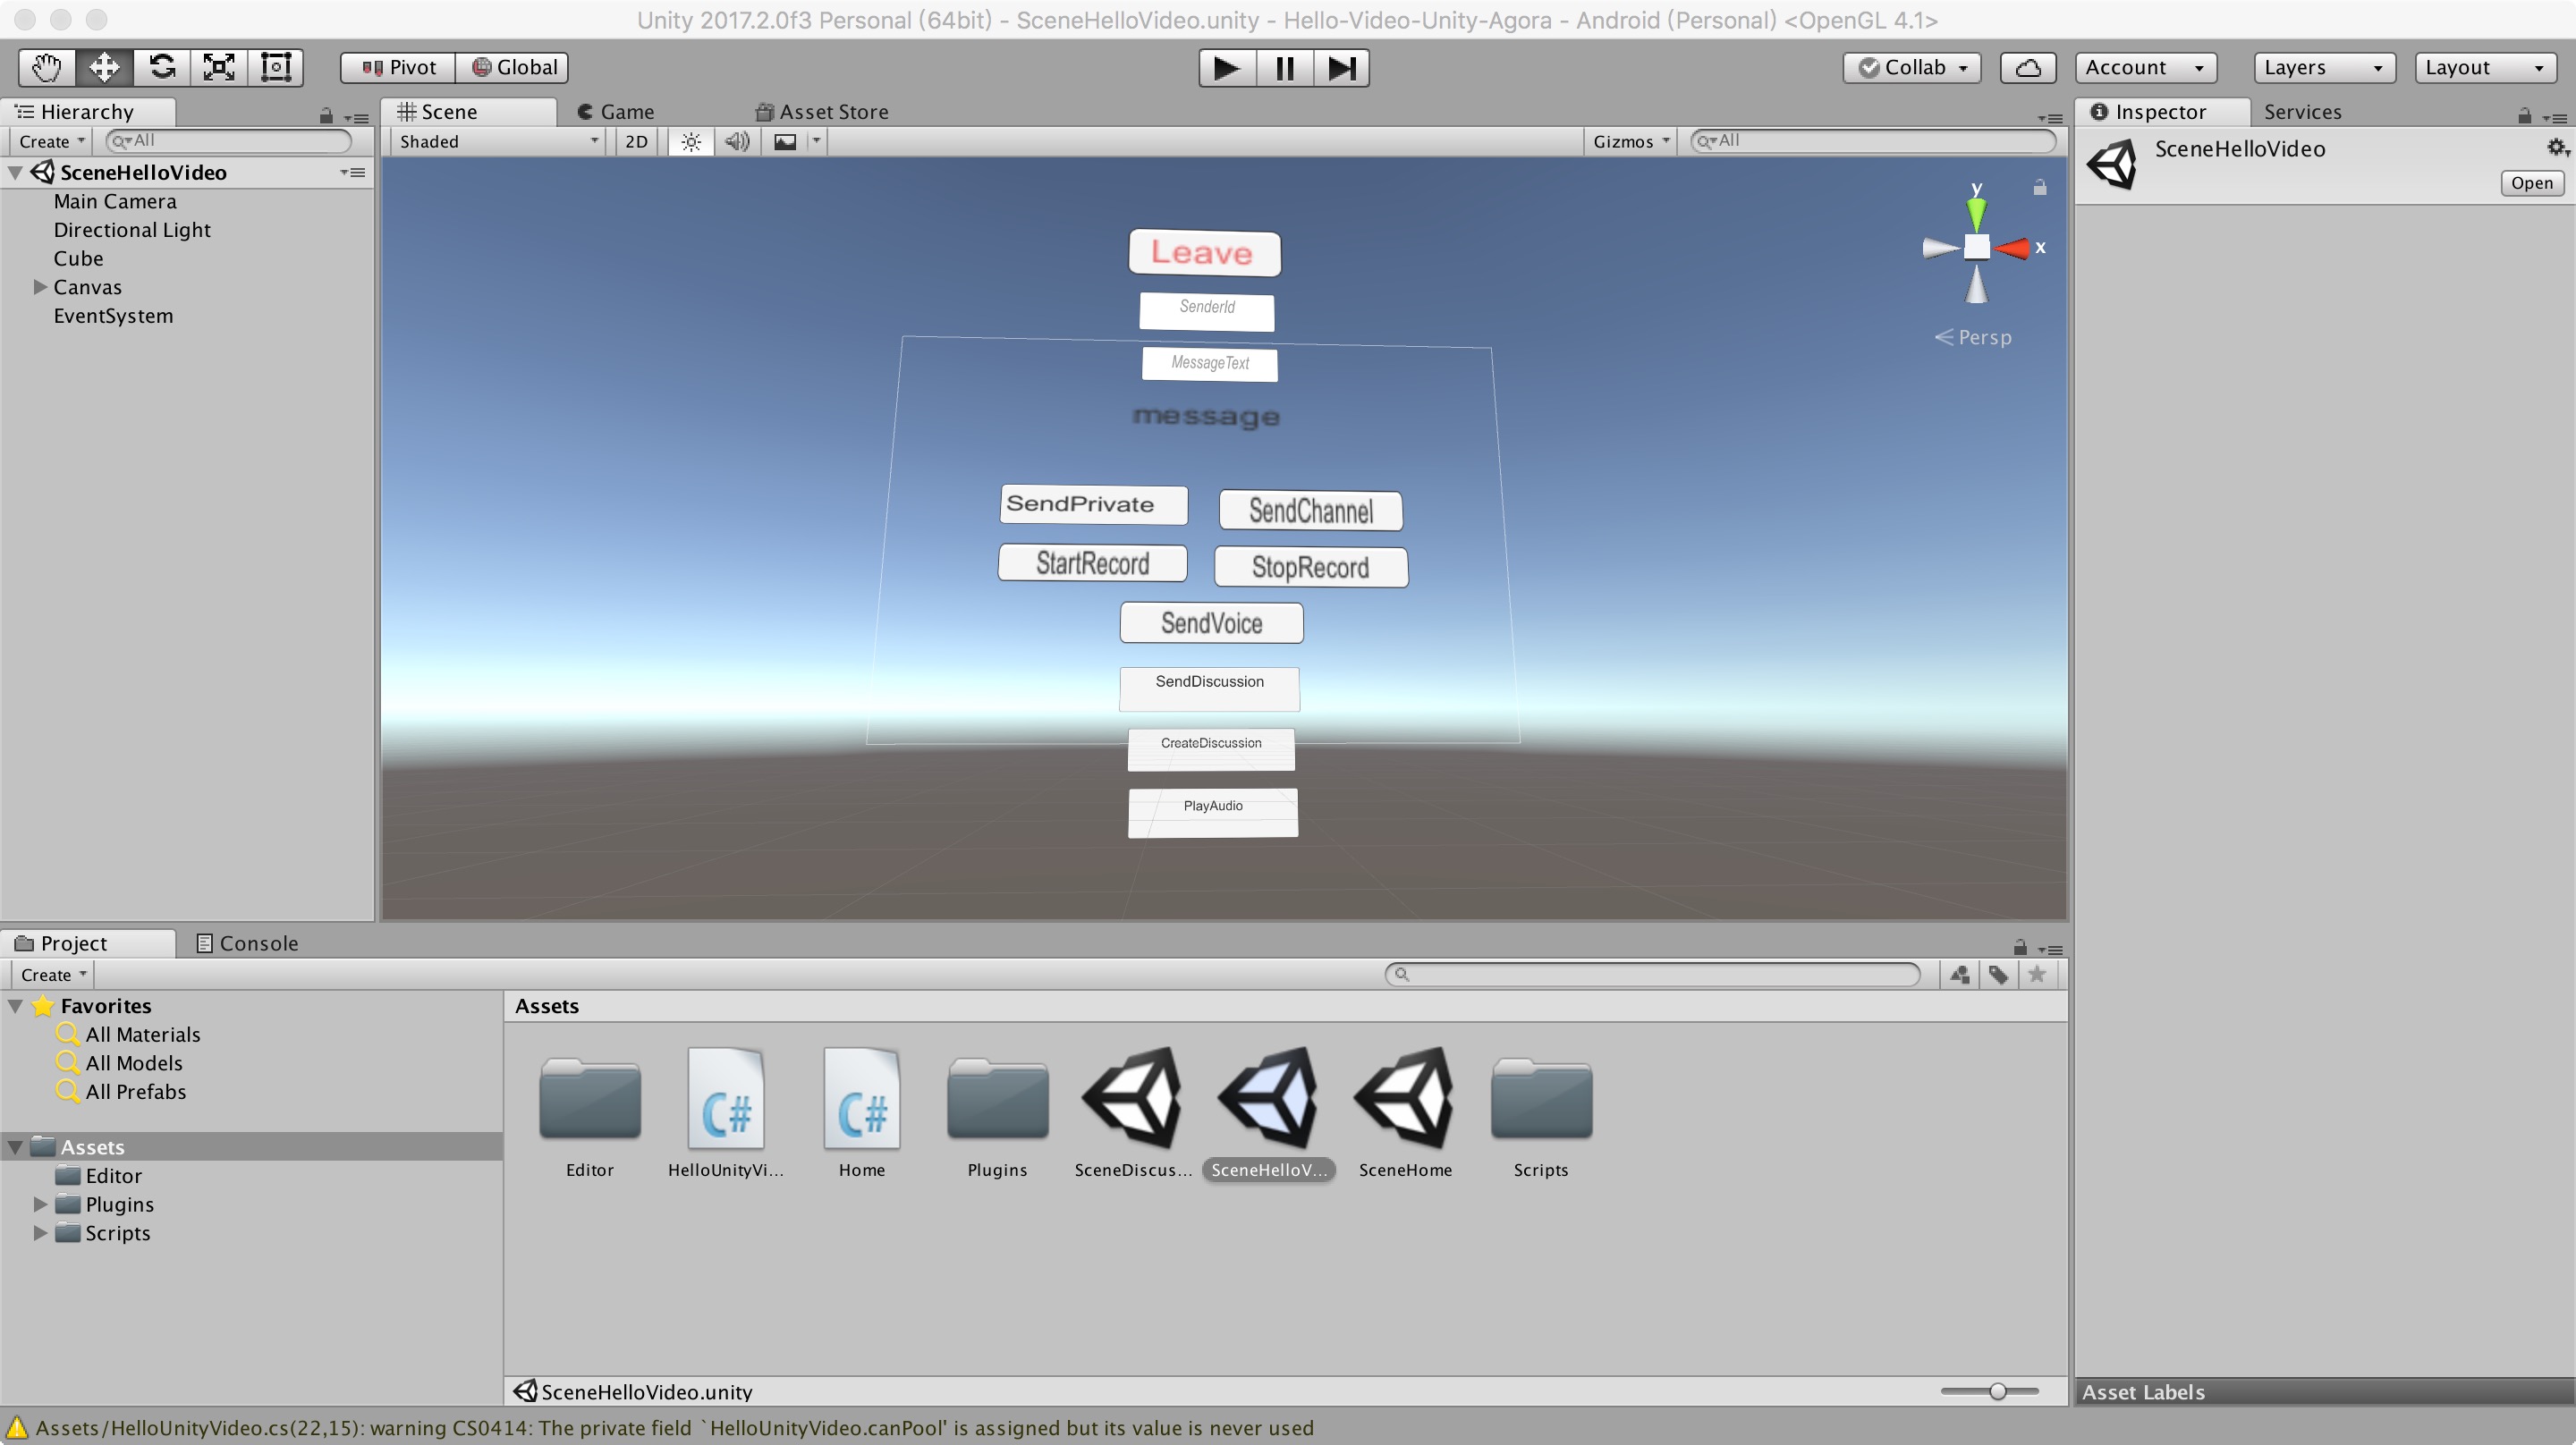 Unity 2017.2.0f3 Personal (64bit) - SceneHelloVideo.unity - Hello-Video-Unity-Agora - Android (Personal) <OpenGL 4.1>
Pivot Global Collab Account Layers Layout
Hierarchy
Create All
SceneHelloVideo
Main Camera
Directional Light
Cube
Canvas
EventSystem
Scene Game Asset Store
Shaded 2D Gizmos All
Leave
SenderId
MessageText
message
SendPrivate SendChannel
StartRecord StopRecord
SendVoice
SendDiscussion
CreateDiscussion
PlayAudio
y
x
Persp
Inspector Services
SceneHelloVideo
Open
Project Console
Create
Favorites
All Materials
All Models
All Prefabs
Assets
Editor
Plugins
Scripts
Assets
C# C#
Editor HelloUnityVi... Home Plugins SceneDiscus... SceneHelloV... SceneHome Scripts
SceneHelloVideo.unity
Asset Labels
Assets/HelloUnityVideo.cs(22,15): warning CS0414: The private field `HelloUnityVideo.canPool' is assigned but its value is never used